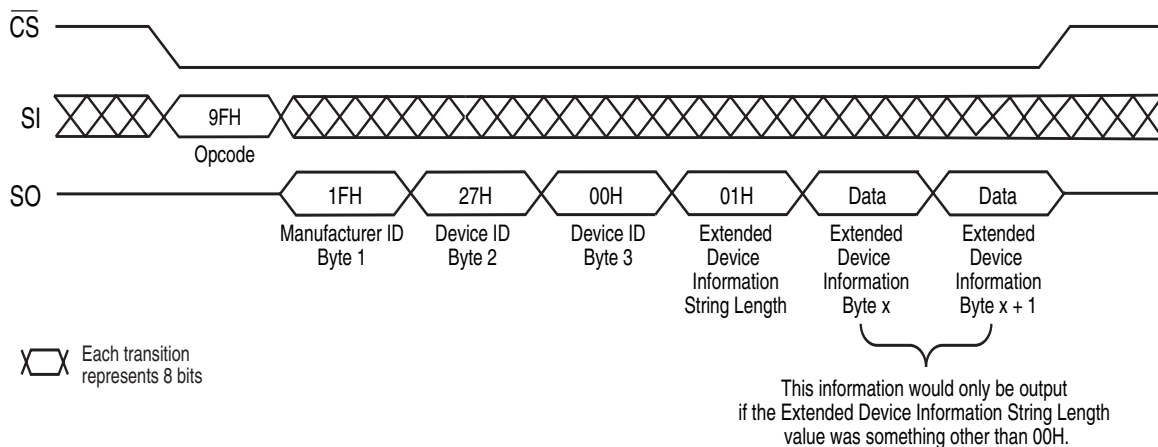 CS
SI
9FH
Opcode
SO
1FH
27H
00H
01H
Data
Data
Manufacturer ID
Byte 1
Device ID
Byte 2
Device ID
Byte 3
Extended
Device
Information
String Length
Extended
Device
Information
Byte x
Extended
Device
Information
Byte x + 1
Each transition
represents 8 bits
This information would only be output
if the Extended Device Information String Length
value was something other than 00H.